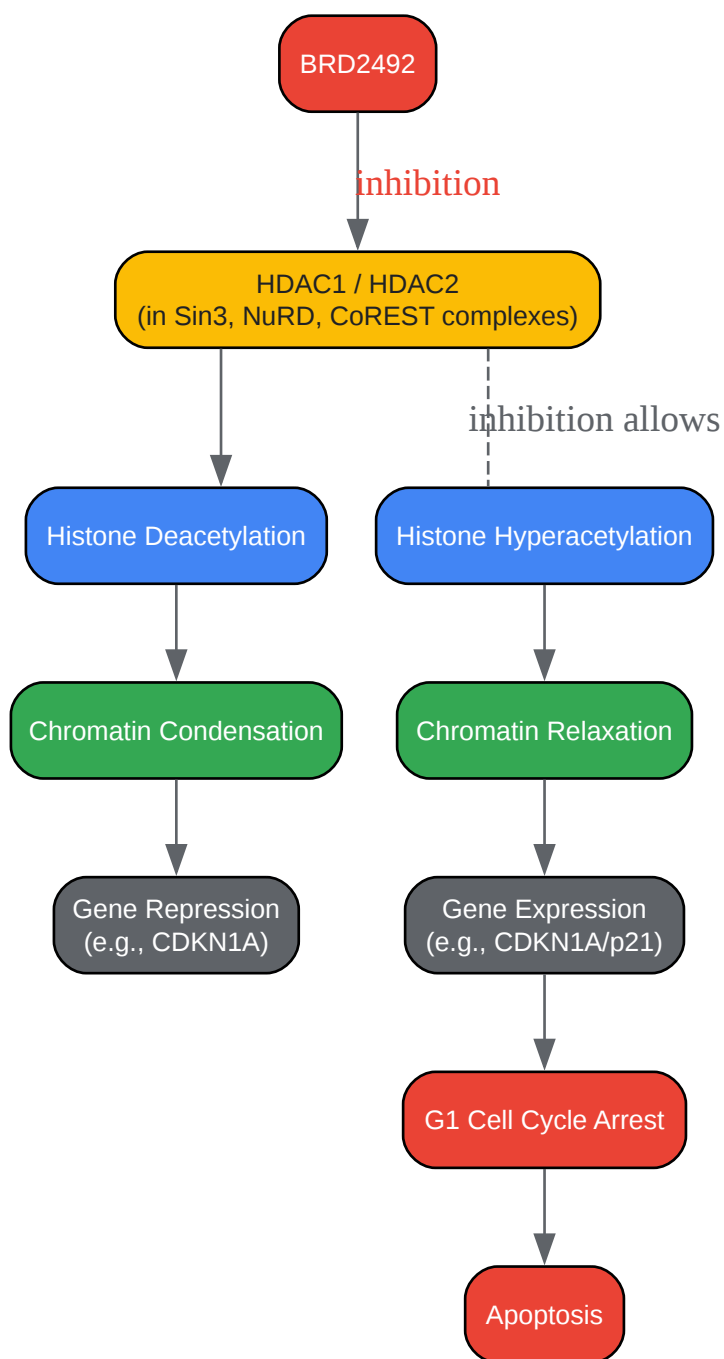 BRD2492
inhibition
HDAC1 / HDAC2
(in Sin3, NuRD, CoREST complexes)
inhibition allows
Histone Deacetylation
Histone Hyperacetylation
Chromatin Condensation
Chromatin Relaxation
Gene Repression
(e.g., CDKN1A)
Gene Expression
(e.g., CDKN1A/p21)
G1 Cell Cycle Arrest
Apoptosis